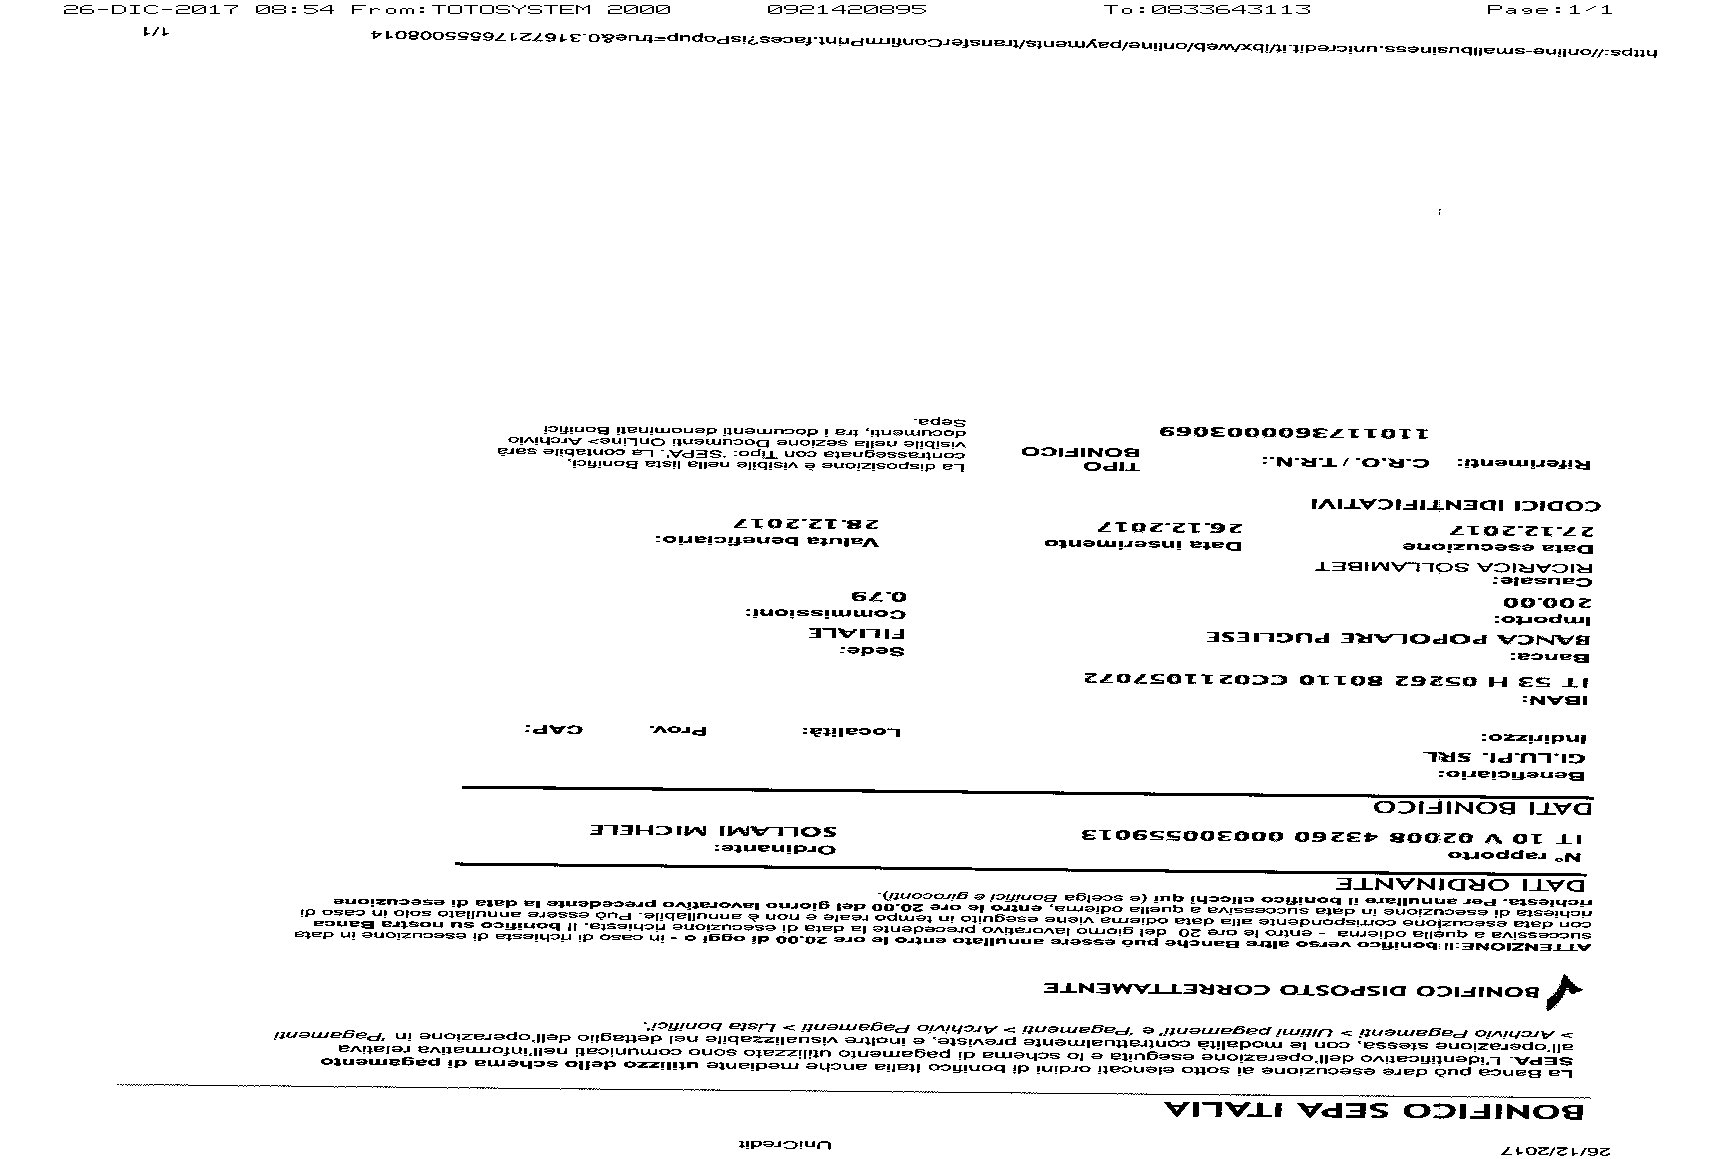 26-DIC-2017 08:54 From:TOTOSYSTEM 2000 0921420895 To:0833643113 Page:1/1
26/12/2017 UniCredit
BONIFICO SEPA ITALIA
La Banca può dare esecuzione ai sotto elencati ordini di bonifico Italia anche mediante utilizzo dello schema di pagamento
SEPA. L'identificativo dell'operazione eseguita e lo schema di pagamento utilizzato sono comunicati nell'informativa relativa
all'operazione stessa, con le modalità contrattualmente previste, e inoltre visualizzabile nel dettaglio dell'operazione in "Pagamenti
> Archivio Pagamenti > Ultimi pagamenti" e "Pagamenti > Archivio Pagamenti > Lista bonifici".
BONIFICO DISPOSTO CORRETTAMENTE
ATTENZIONE:Il bonifico verso altre Banche può essere annullato entro le ore 20.00 di oggi o - in caso di richiesta di esecuzione in data
successiva a quella odierna - entro le ore 20 del giorno lavorativo precedente la data di esecuzione richiesta. Il bonifico su nostra Banca
con data esecuzione corrispondente alla data odierna viene eseguito in tempo reale e non è annullabile. Può essere annullato solo in caso di
richiesta di esecuzione in data successiva a quella odierna, entro le ore 20.00 del giorno lavorativo precedente la data di esecuzione
richiesta. Per annullare il bonifico clicchi qui (e scelga Bonifici e giroconti).
DATI ORDINANTE
N° rapporto Ordinante:
IT 10 V 02008 43260 000300559013 SOLLAMI MICHELE
DATI BONIFICO
Beneficiario:
GI.LU.PI. SRL
Indirizzo: Località: Prov. CAP:
IBAN:
IT 53 H 05262 80110 CC0211057072
Banca: Sede:
BANCA POPOLARE PUGLIESE FILIALE
Importo: Commissioni:
200.00 0.79
Causale:
RICARICA SOLLAMIBET
Data esecuzione Data inserimento Valuta beneficiario:
27.12.2017 26.12.2017 28.12.2017
CODICI IDENTIFICATIVI
Riferimenti: C.R.O. / T.R.N.: TIPO BONIFICO
1101117360003069
La disposizione è visibile nella lista Bonifici,
contrassegnata con Tipo: "SEPA". La contabile sarà
visibile nella sezione Documenti OnLine> Archivio
documenti, tra i documenti denominati Bonifici
Sepa.
https://online-smallbusiness.unicredit.it/ibx/web/online/payments/transferConfirmPrint.faces?isPopup=true&0.3167217655008014 1/1